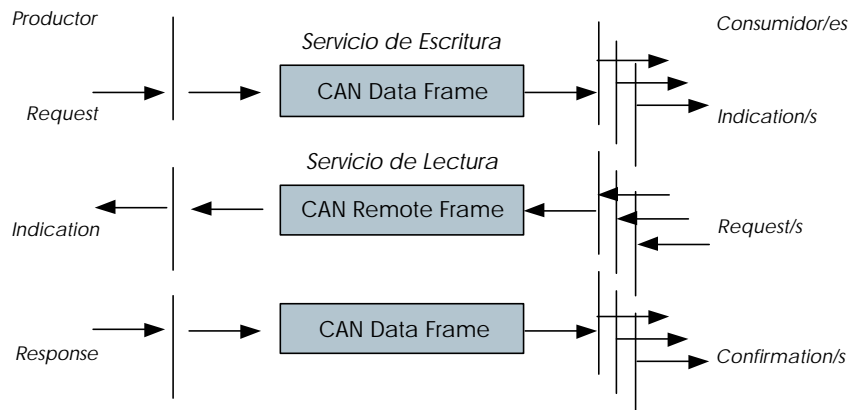 Productor
Consumidor/es
Servicio de Escritura
CAN Data Frame
Request
Indication/s
Servicio de Lectura
CAN Remote Frame
Indication
Request/s
CAN Data Frame
Response
Confirmation/s